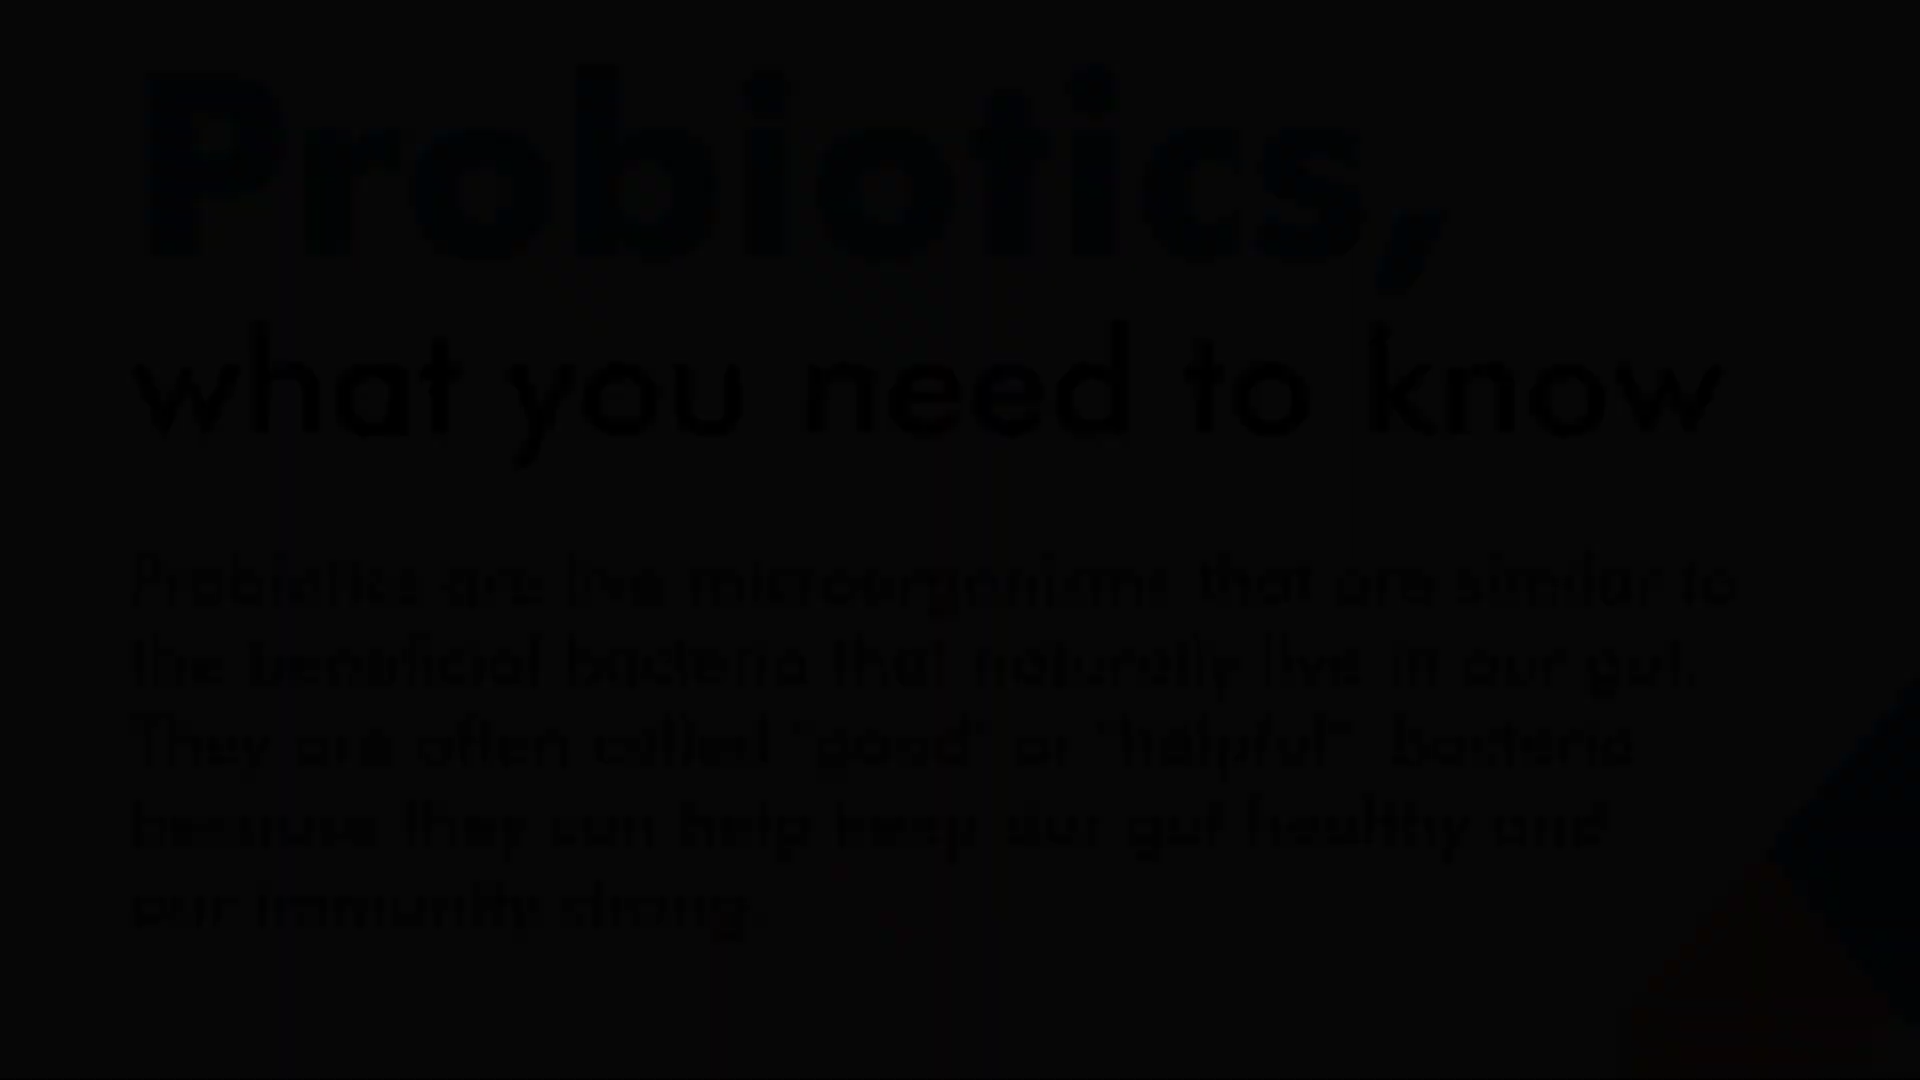 Probiotics,
what you need to know
Probiotics are live microorganisms that are similar to
the beneficial bacteria that naturally live in our gut.
They are often called "good" or "helpful" bacteria
because they can help keep our gut healthy and
our immunity strong.